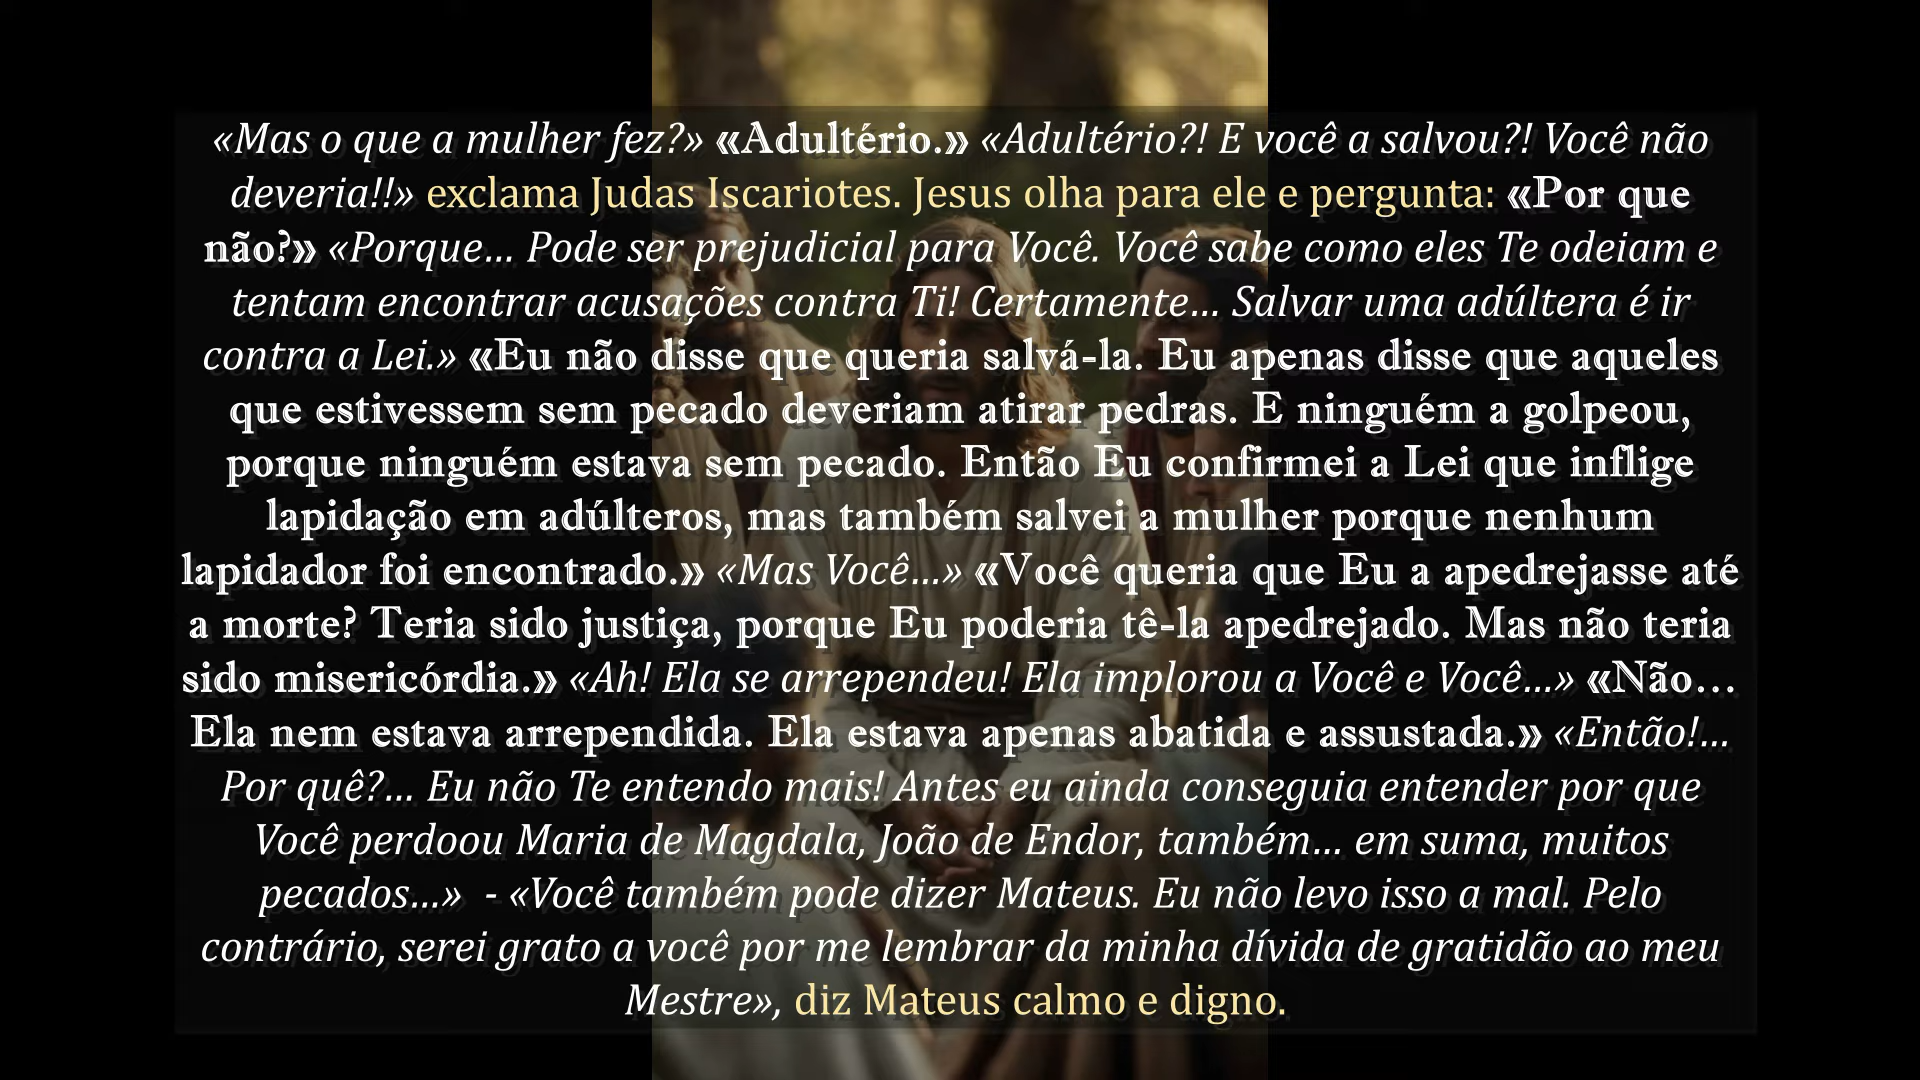 «Mas o que a mulher fez?» «Adultério.» «Adultério?! E você a salvou?! Você não
deveria!!» exclama Judas Iscariotes. Jesus olha para ele e pergunta: «Por que
não?» «Porque... Pode ser prejudicial para Você. Você sabe como eles Te odeiam e
tentam encontrar acusações contra Ti! Certamente... Salvar uma adúltera é ir
contra a Lei.» «Eu não disse que queria salvá-la. Eu apenas disse que aqueles
que estivessem sem pecado deveriam atirar pedras. E ninguém a golpeou,
porque ninguém estava sem pecado. Então Eu confirmei a Lei que inflige
lapidação em adúlteros, mas também salvei a mulher porque nenhum
lapidador foi encontrado.» «Mas Você...» «Você queria que Eu a apedrejasse até
a morte? Teria sido justiça, porque Eu poderia tê-la apedrejado. Mas não teria
sido misericórdia.» «Ah! Ela se arrependeu! Ela implorou a Você e Você...» «Não...
Ela nem estava arrependida. Ela estava apenas abatida e assustada.» «Então!...
Por quê?... Eu não Te entendo mais! Antes eu ainda conseguia entender por que
Você perdoou Maria de Magdala, João de Endor, também... em suma, muitos
pecados...» - «Você também pode dizer Mateus. Eu não levo isso a mal. Pelo
contrário, serei grato a você por me lembrar da minha dívida de gratidão ao meu
Mestre», diz Mateus calmo e digno.